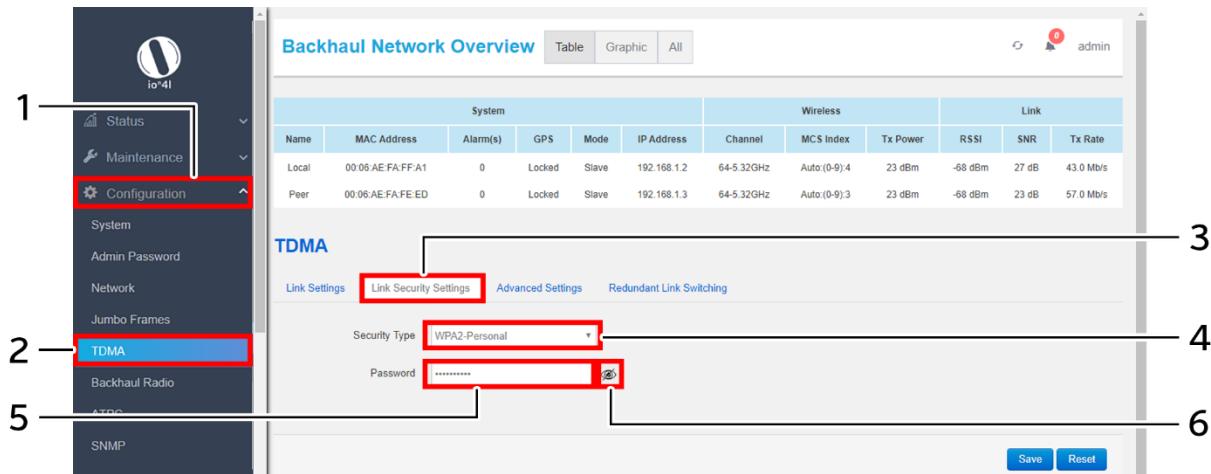 Backhaul Network Overview Table Graphic All 0 admin
io"4l
1
Status
Maintenance
Configuration
System
Admin Password
Network
Jumbo Frames
2
TDMA
Backhaul Radio
5
ATPC
SNMP
System Wireless Link
Name MAC Address Alarm(s) GPS Mode IP Address Channel MCS Index Tx Power RSSI SNR Tx Rate
Local 00:06:AE:FA:FF:A1 0 Locked Slave 192.168.1.2 64-5.32GHz Auto:(0-9):4 23 dBm -68 dBm 27 dB 43.0 Mb/s
Peer 00:06:AE:FA:FE:ED 0 Locked Slave 192.168.1.3 64-5.32GHz Auto:(0-9):3 23 dBm -68 dBm 23 dB 57.0 Mb/s
3
TDMA
Link Settings Link Security Settings Advanced Settings Redundant Link Switching
Security Type WPA2-Personal
4
Password ••••••••••
6
Save Reset